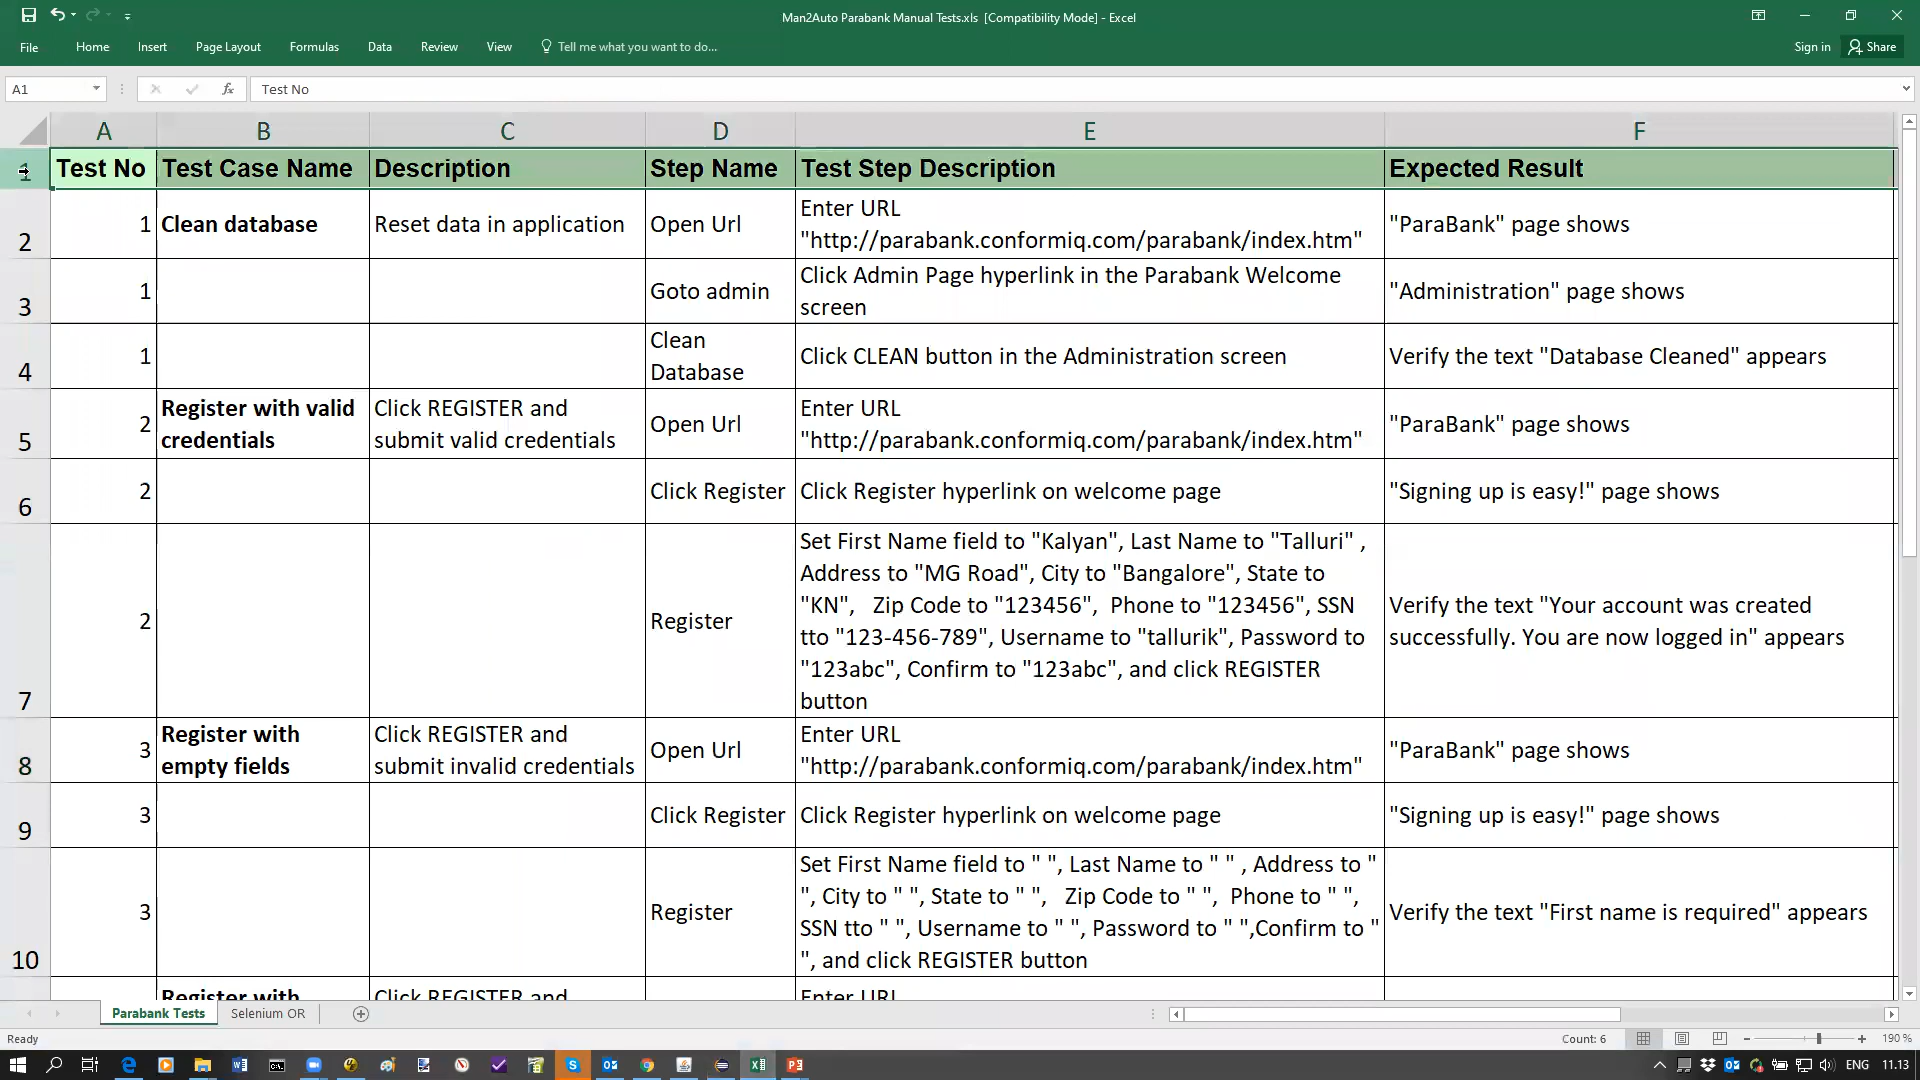 Man2Auto Parabank Manual Tests.xls [Compatibility Mode] - Excel
File Home Insert Page Layout Formulas Data Review View Tell me what you want to do... Sign in Share
A1 fx Test No
A B C D E F
1 Test No Test Case Name Description Step Name Test Step Description Expected Result
2 1 Clean database Reset data in application Open Url Enter URL "ParaBank" page shows
"http://parabank.conformiq.com/parabank/index.htm"
3 1 Goto admin Click Admin Page hyperlink in the Parabank Welcome "Administration" page shows
screen
4 1 Clean Click CLEAN button in the Administration screen Verify the text "Database Cleaned" appears
Database
5 2 Register with valid Click REGISTER and Open Url Enter URL "ParaBank" page shows
credentials submit valid credentials "http://parabank.conformiq.com/parabank/index.htm"
6 2 Click Register Click Register hyperlink on welcome page "Signing up is easy!" page shows
Set First Name field to "Kalyan", Last Name to "Talluri" ,
Address to "MG Road", City to "Bangalore", State to
"KN", Zip Code to "123456", Phone to "123456", SSN Verify the text "Your account was created
2 Register tto "123-456-789", Username to "tallurik", Password to successfully. You are now logged in" appears
"123abc", Confirm to "123abc", and click REGISTER
7 button
8 3 Register with Click REGISTER and Open Url Enter URL "ParaBank" page shows
empty fields submit invalid credentials "http://parabank.conformiq.com/parabank/index.htm"
9 3 Click Register Click Register hyperlink on welcome page "Signing up is easy!" page shows
Set First Name field to " ", Last Name to " " , Address to "
", City to " ", State to " ", Zip Code to " ", Phone to " ",
3 Register SSN tto " ", Username to " ", Password to " ",Confirm to " Verify the text "First name is required" appears
10 ", and click REGISTER button
Register with Click REGISTER and Enter URL
Parabank Tests Selenium OR
Ready Count: 6 190 %
ENG 11.13